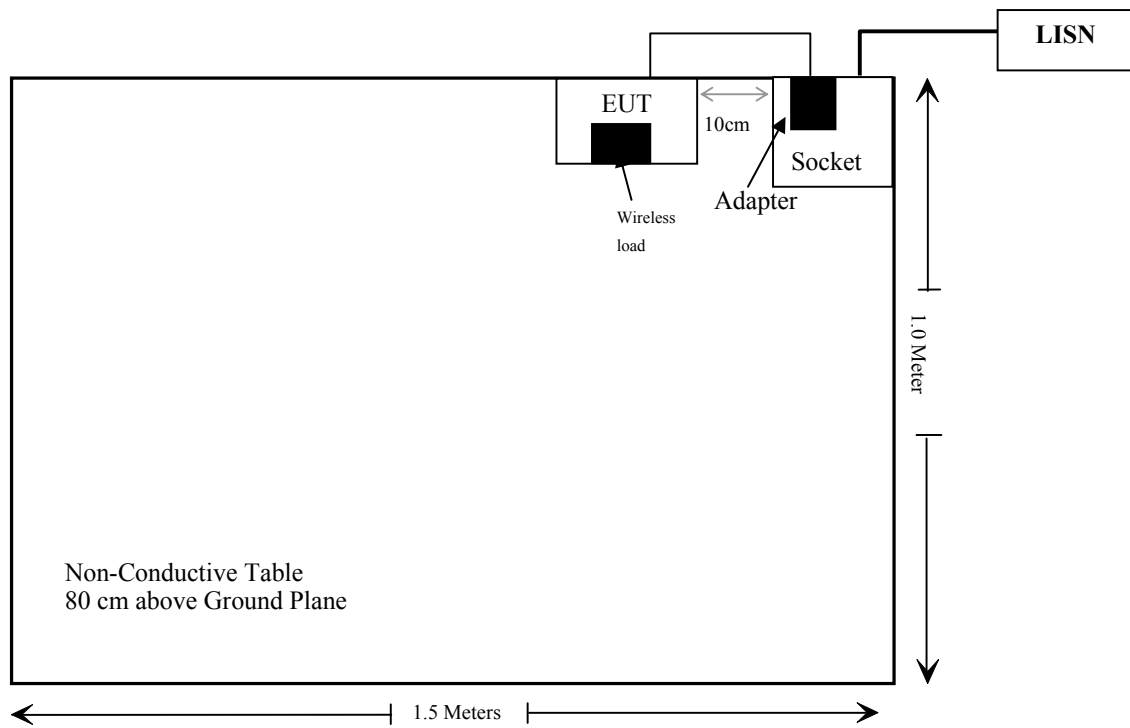 LISN
EUT
10cm
Socket
Adapter
Wireless
load
1.0 Meter
Non-Conductive Table
80 cm above Ground Plane
1.5 Meters